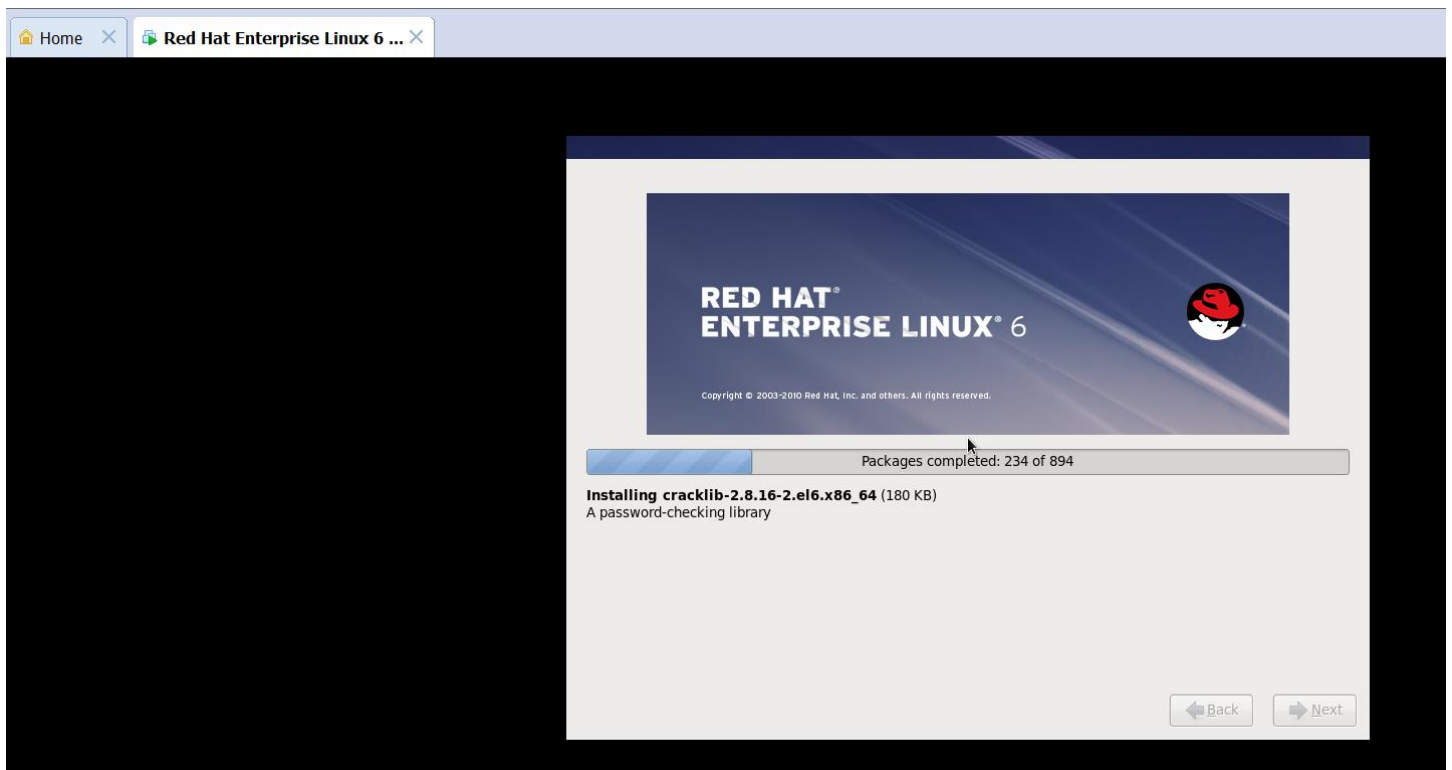 Home
Red Hat Enterprise Linux 6 ...
RED HAT®
ENTERPRISE LINUX® 6
Copyright © 2003-2010 Red Hat, Inc. and others. All rights reserved.
Packages completed: 234 of 894
Installing cracklib-2.8.16-2.el6.x86_64 (180 KB)
A password-checking library
Back
Next